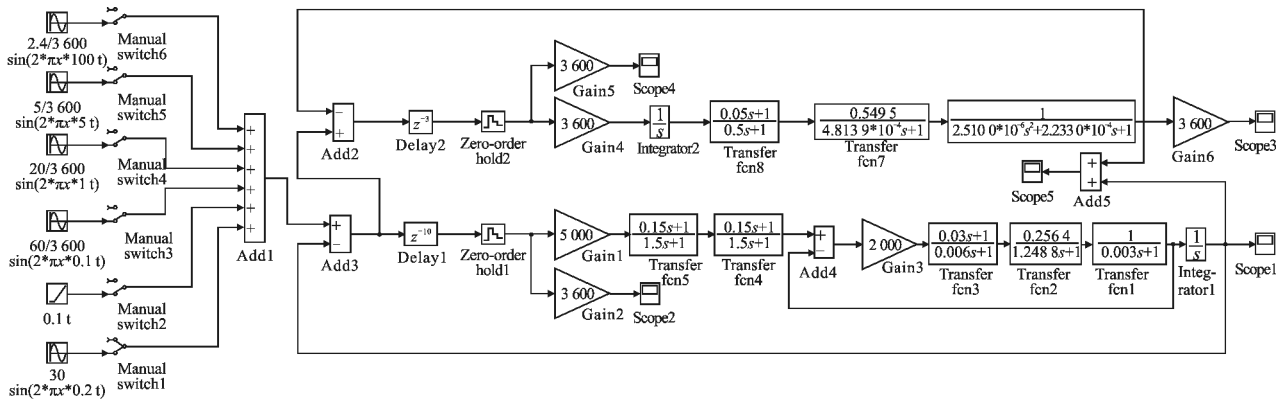 2.4/3 600
sin(2*πx*100 t)
Manual
switch6
5/3 600
sin(2*πx*5 t)
Manual
switch5
20/3 600
sin(2*πx*1 t)
Manual
switch4
60/3 600
sin(2*πx*0.1 t)
Manual
switch3
0.1 t
Manual
switch2
30
sin(2*πx*0.2 t)
Manual
switch1
+
+
+
+
+
+
Add1
−
+
Add2
z⁻³
Delay2
Zero-order
hold2
3 600
Gain5
Scope4
3 600
Gain4
1
s
Integrator2
0.05s+1
0.5s+1
Transfer
fcn8
0.549 5
4.813 9*10⁻⁴s+1
Transfer
fcn7
1
2.510 0*10⁻⁶s²+2.233 0*10⁻⁴s+1
3 600
Gain6
Scope3
Scope5
+
+
Add5
+
−
Add3
z⁻¹⁰
Delay1
Zero-order
hold1
5 000
Gain1
0.15s+1
1.5s+1
Transfer
fcn5
0.15s+1
1.5s+1
Transfer
fcn4
+
−
Add4
2 000
Gain3
0.03s+1
0.006s+1
Transfer
fcn3
0.256 4
1.248 8s+1
Transfer
fcn2
1
0.003s+1
Transfer
fcn1
1
s
Integ-
rator1
Scope1
3 600
Gain2
Scope2